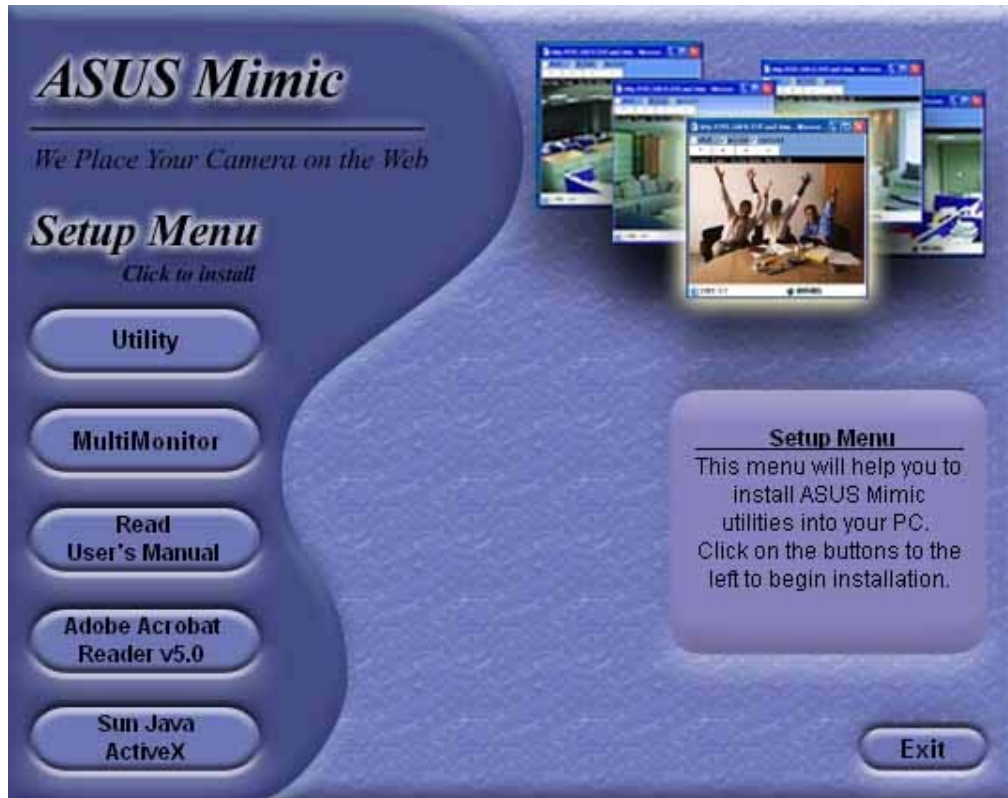 ASUS Mimic
We Place Your Camera on the Web
Setup Menu
Click to install
Utility
MultiMonitor
Read
User's Manual
Adobe Acrobat
Reader v5.0
Sun Java
ActiveX
Setup Menu
This menu will help you to
install ASUS Mimic
utilities into your PC.
Click on the buttons to the
left to begin installation.
Exit